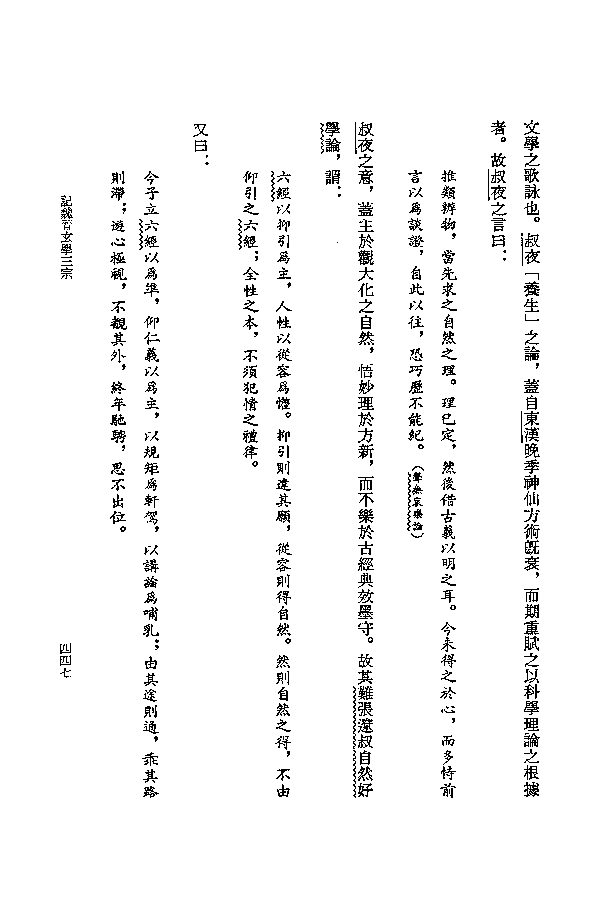 文學之歌詠也。叔夜「養生」之論，蓋自東漢晚季神仙方術既衰，而期重賦之以科學理論之根據
者。故叔夜之言曰：
推類辨物，當先求之自然之理。理已定，然後借古義以明之耳。今未得之於心，而多恃前
言以爲談證，自此以往，恐巧歷不能紀。（聲無哀樂論）
叔夜之意，蓋主於觀大化之自然，悟妙理於方新，而不樂於古經典效墨守。故其難張遼叔自然好
學論，謂：
六經以抑引爲主，人性以從容爲懽。抑引則違其願，從容則得自然。然則自然之得，不由
抑引之六經；全性之本，不須犯情之禮律。
又曰：
今子立六經以爲準，仰仁義以爲主，以規矩爲軒駕，以講論爲哺乳；由其途則通，乖其路
則滯；遊心極視，不覩其外，終年馳騁，思不出位。
記魏晉玄學三宗
四四七